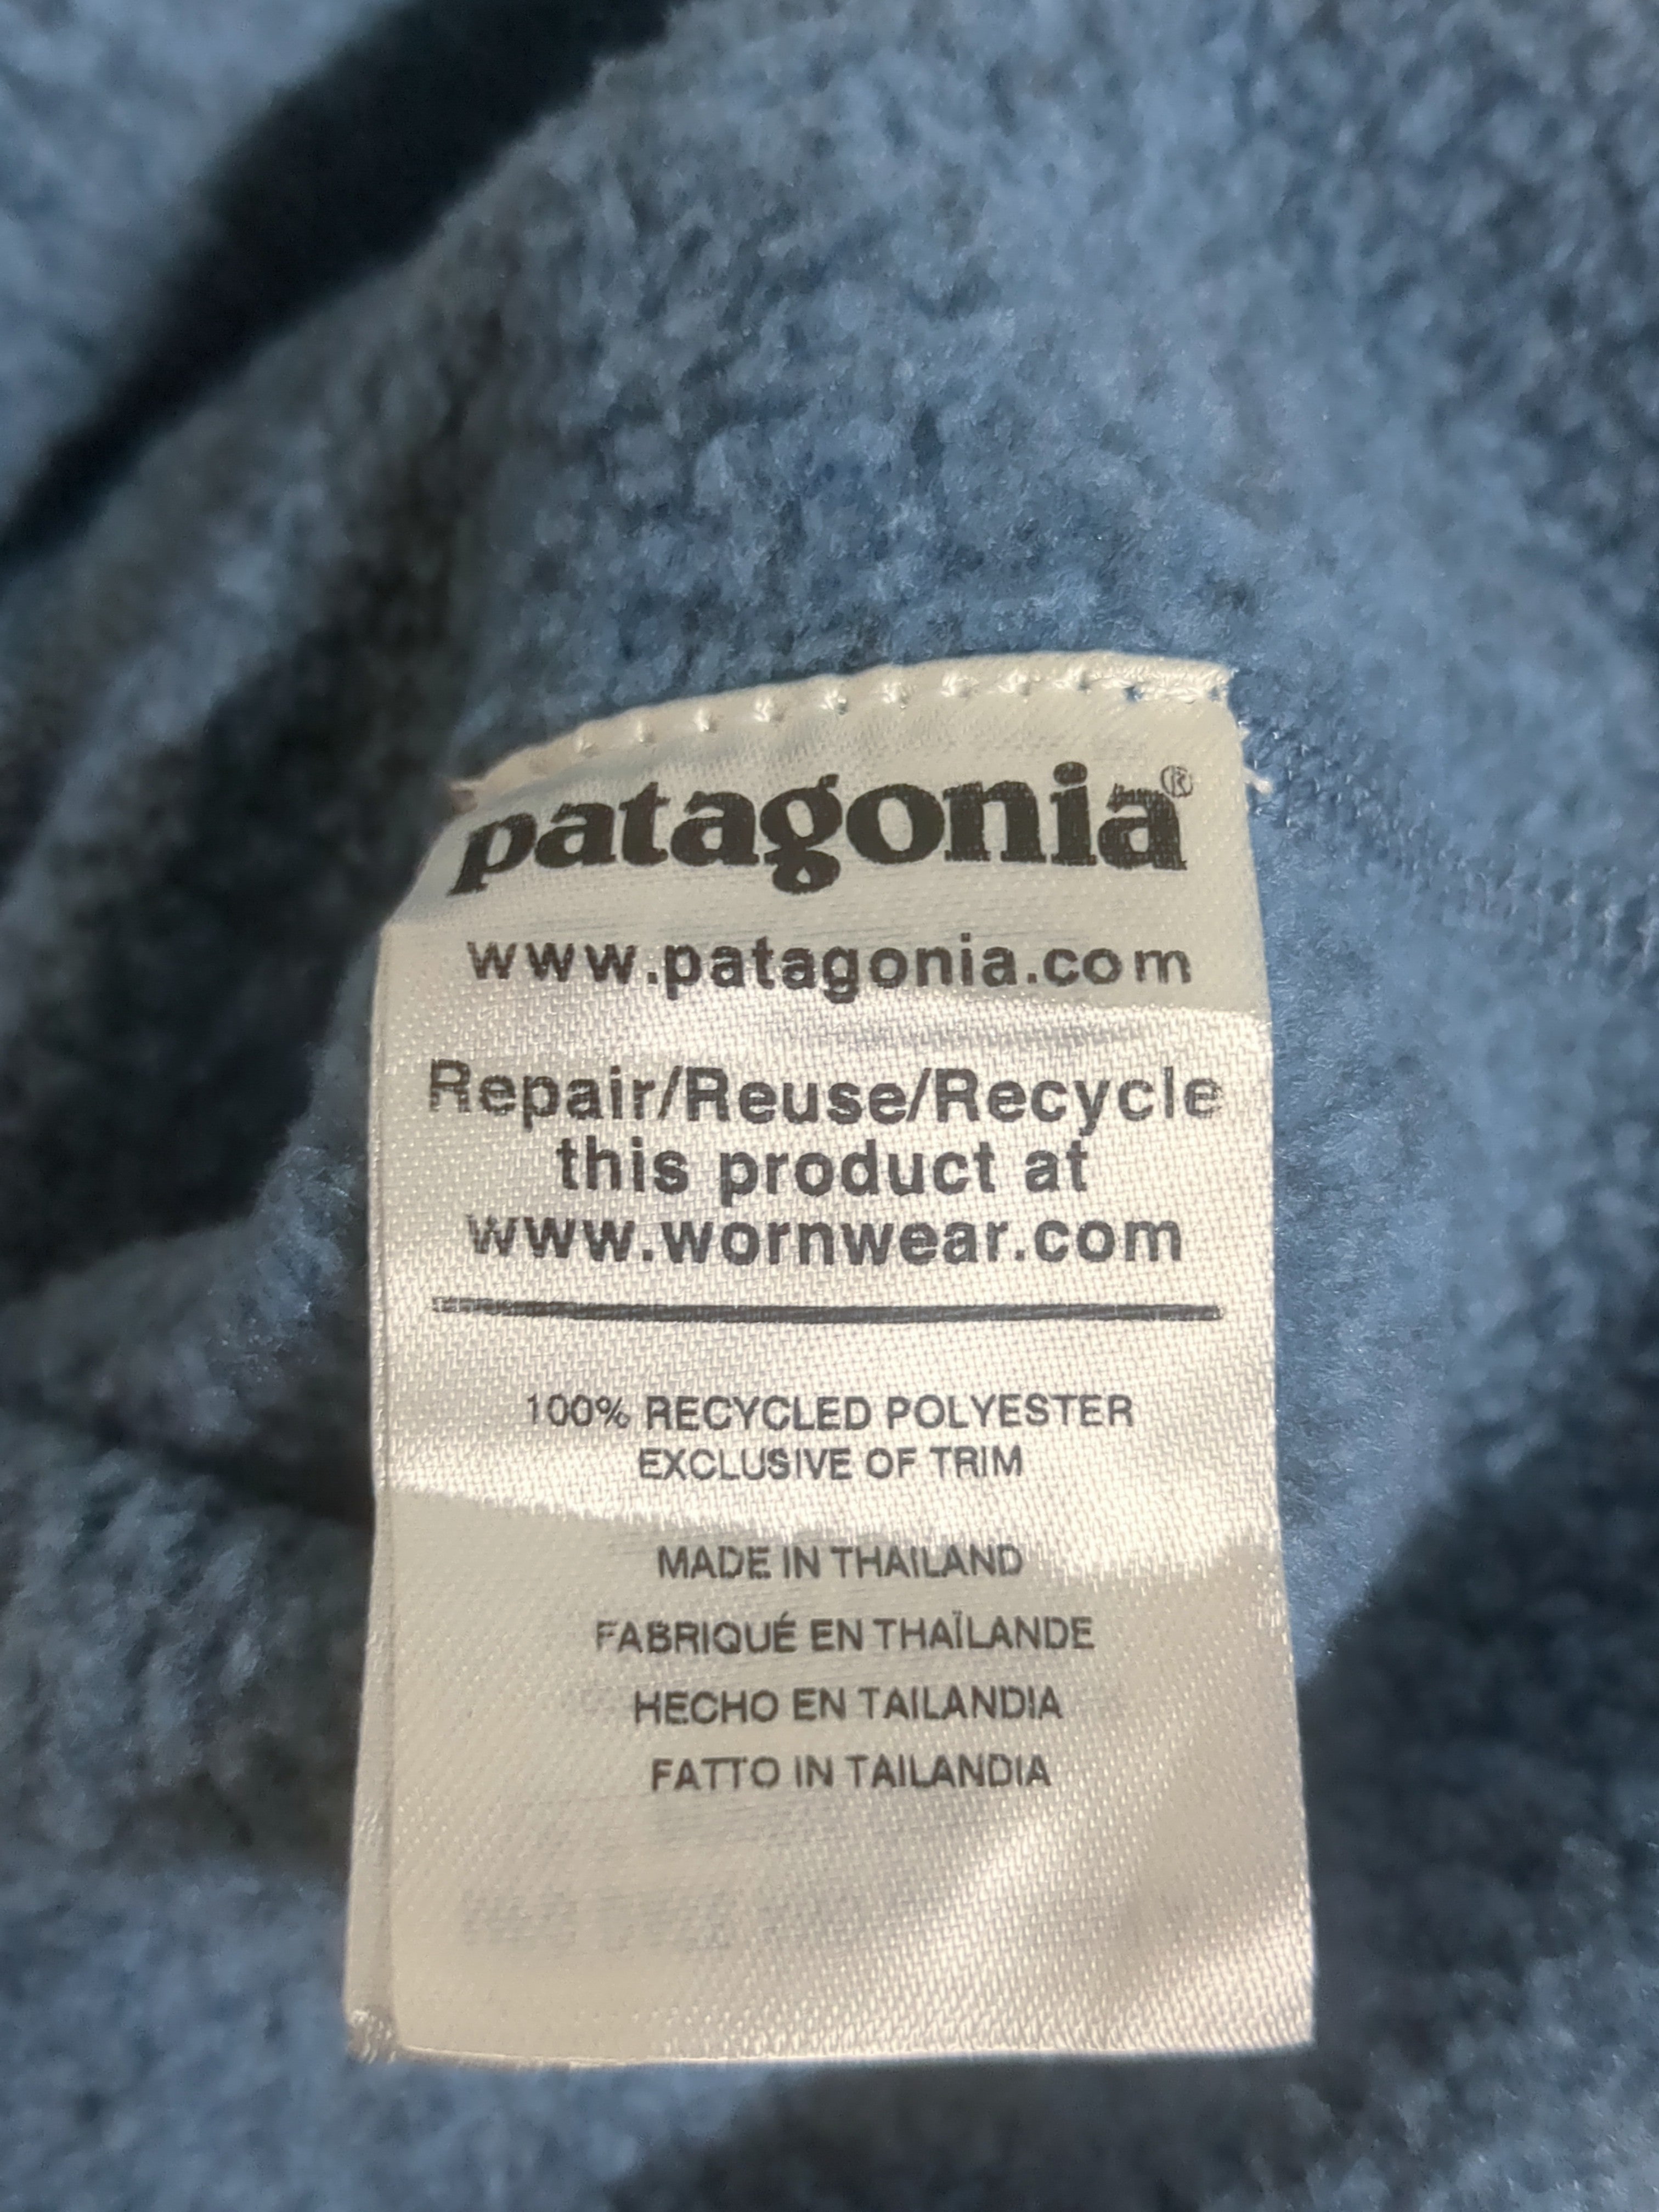 patagonia®
www.patagonia.com
Repair/Reuse/Recycle
this product at
www.wornwear.com
100% RECYCLED POLYESTER
EXCLUSIVE OF TRIM
MADE IN THAILAND
FABRIQUÉ EN THAÏLANDE
HECHO EN TAILANDIA
FATTO IN TAILANDIA